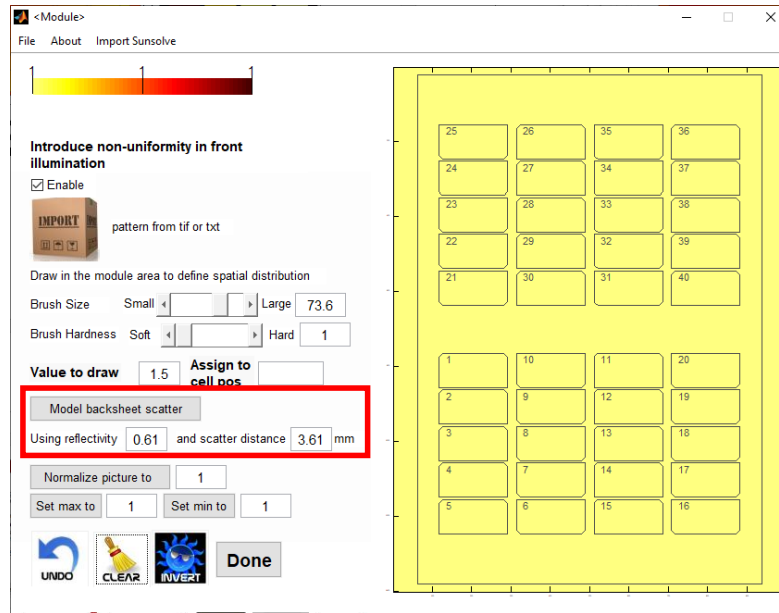 <Module>
File About Import Sunsolve
1 1 1
Introduce non-uniformity in front
illumination
Enable
IMPORT
pattern from tif or txt
Draw in the module area to define spatial distribution
Brush Size Small Large 73.6
Brush Hardness Soft Hard 1
Value to draw 1.5 Assign to
cell pos
Model backsheet scatter
Using reflectivity 0.61 and scatter distance 3.61 mm
Normalize picture to 1
Set max to 1 Set min to 1
UNDO CLEAR INVERT Done
25 26 35 36
24 27 34 37
23 28 33 38
22 29 32 39
21 30 31 40
1 10 11 20
2 9 12 19
3 8 13 18
4 7 14 17
5 6 15 16